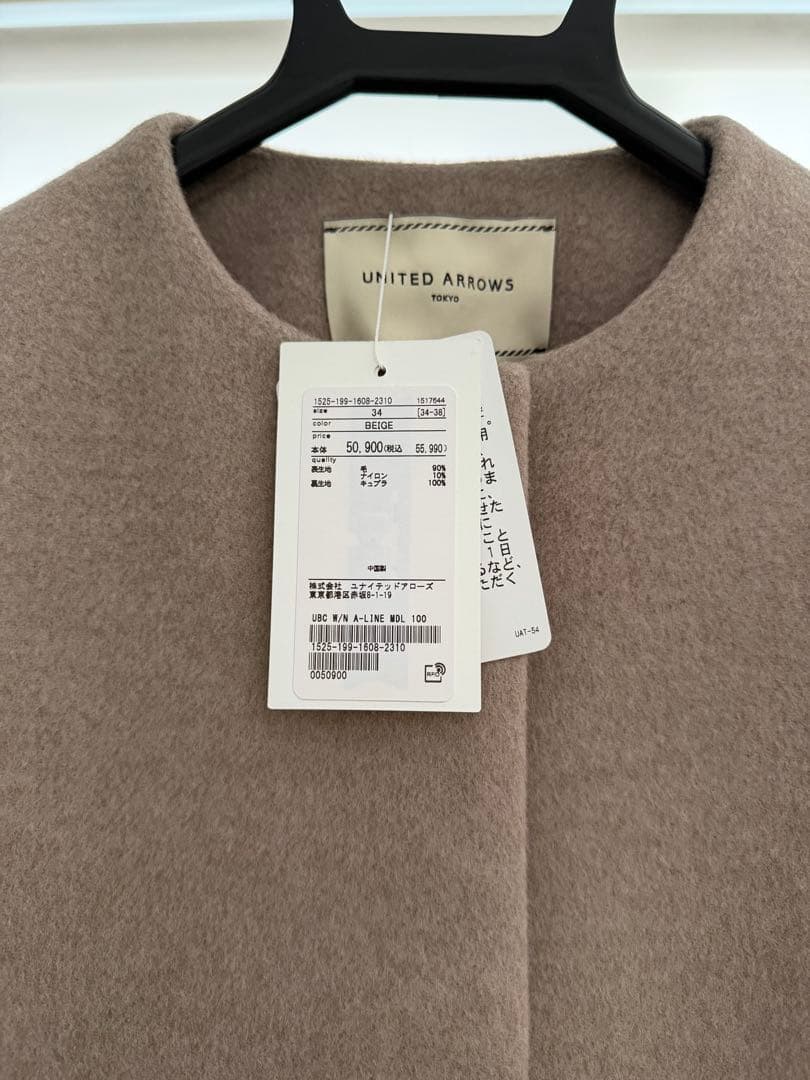 UNITED ARROWS
TOKYO
1525-199-1608-2310 1517644
size 34 [34-38]
color BEIGE
price
本体 50,900(税込 55,990)
quality
表生地 毛 90%
ナイロン 10%
裏生地 キュプラ 100%
中国製
株式会社 ユナイテッドアローズ
東京都港区赤坂8-1-19
UBC W/N A-LINE MDL 100
1525-199-1608-2310
0050900
RFID
UAT-54